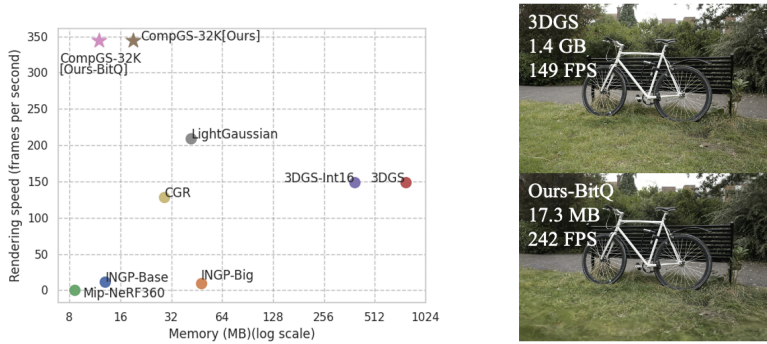 350
300
250
200
150
100
50
0
Rendering speed (frames per second)
CompGS-32K[Ours]
CompGS-32K
[Ours-BitQ]
LightGaussian
3DGS-Int16
3DGS
CGR
INGP-Base
INGP-Big
Mip-NeRF360
8 16 32 64 128 256 512 1024
Memory (MB)(log scale)
3DGS
1.4 GB
149 FPS
Ours-BitQ
17.3 MB
242 FPS